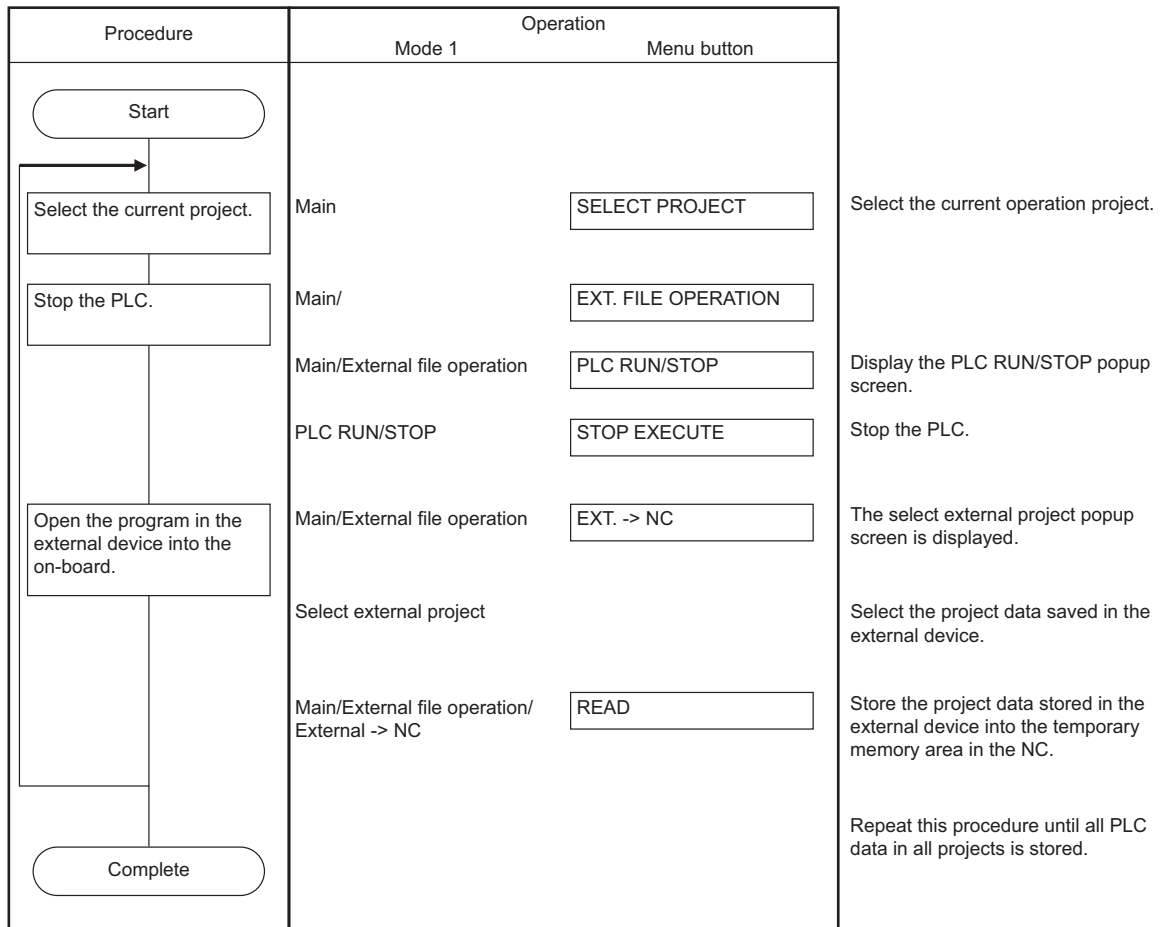 Procedure
Operation
Mode 1 Menu button
Start
Select the current project. Main SELECT PROJECT Select the current operation project.
Stop the PLC. Main/ EXT. FILE OPERATION
Main/External file operation PLC RUN/STOP Display the PLC RUN/STOP popup
screen.
PLC RUN/STOP STOP EXECUTE Stop the PLC.
Open the program in the
external device into the
on-board.
Main/External file operation EXT. -> NC The select external project popup
screen is displayed.
Select external project Select the project data saved in the
external device.
Main/External file operation/
External -> NC
READ
Store the project data stored in the
external device into the temporary
memory area in the NC.
Repeat this procedure until all PLC
data in all projects is stored.
Complete